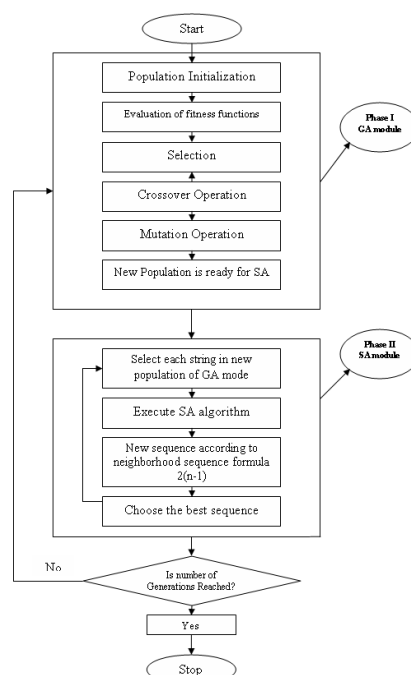 Start
Population Initialization
Evaluation of fitness functions
Selection
Crossover Operation
Mutation Operation
New Population is ready for SA
Phase I
GA module
Select each string in new
population of GA mode
Execute SA algorithm
New sequence according to
neighborhood sequence formula
2(n-1)
Choose the best sequence
Phase II
SA module
No
Is number of
Generations Reached?
Yes
Stop